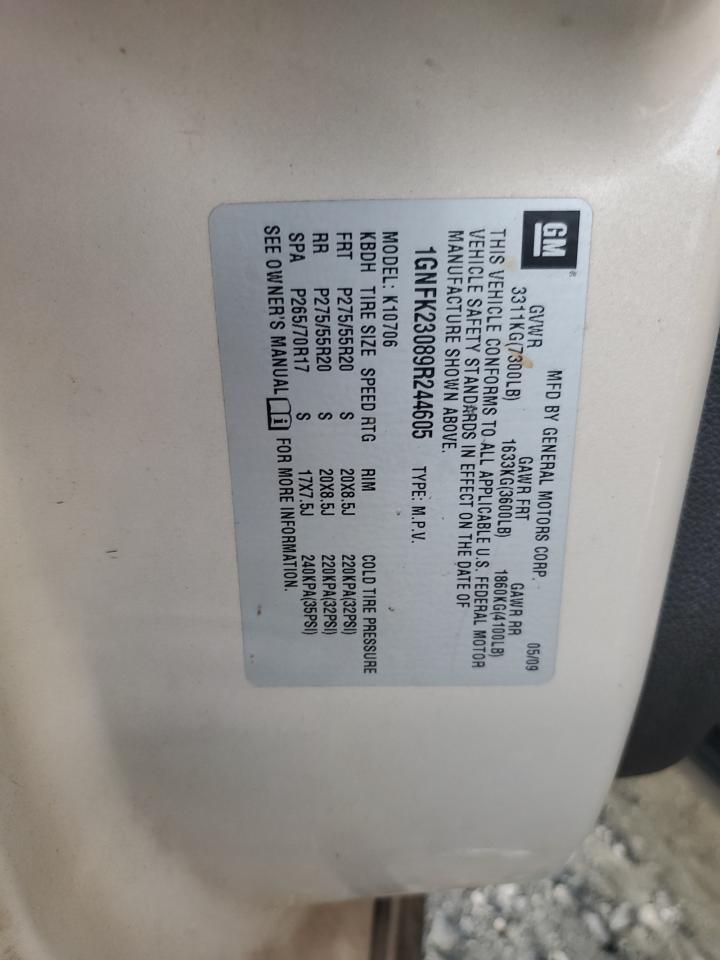 GM ®
MFD BY GENERAL MOTORS CORP. 05/09
GVWR GAWR FRT GAWR RR
3311KG(7300LB) 1633KG(3600LB) 1860KG(4100LB)
THIS VEHICLE CONFORMS TO ALL APPLICABLE U.S. FEDERAL MOTOR
VEHICLE SAFETY STANDARDS IN EFFECT ON THE DATE OF
MANUFACTURE SHOWN ABOVE.
1GNFK23089R244605 TYPE: M.P.V.
MODEL: K10706
KBDH TIRE SIZE SPEED RTG RIM COLD TIRE PRESSURE
FRT P275/55R20 S 20X8.5J 220KPA(32PSI)
RR P275/55R20 S 20X8.5J 220KPA(32PSI)
SPA P265/70R17 S 17X7.5J 240KPA(35PSI)
SEE OWNER'S MANUAL i FOR MORE INFORMATION.